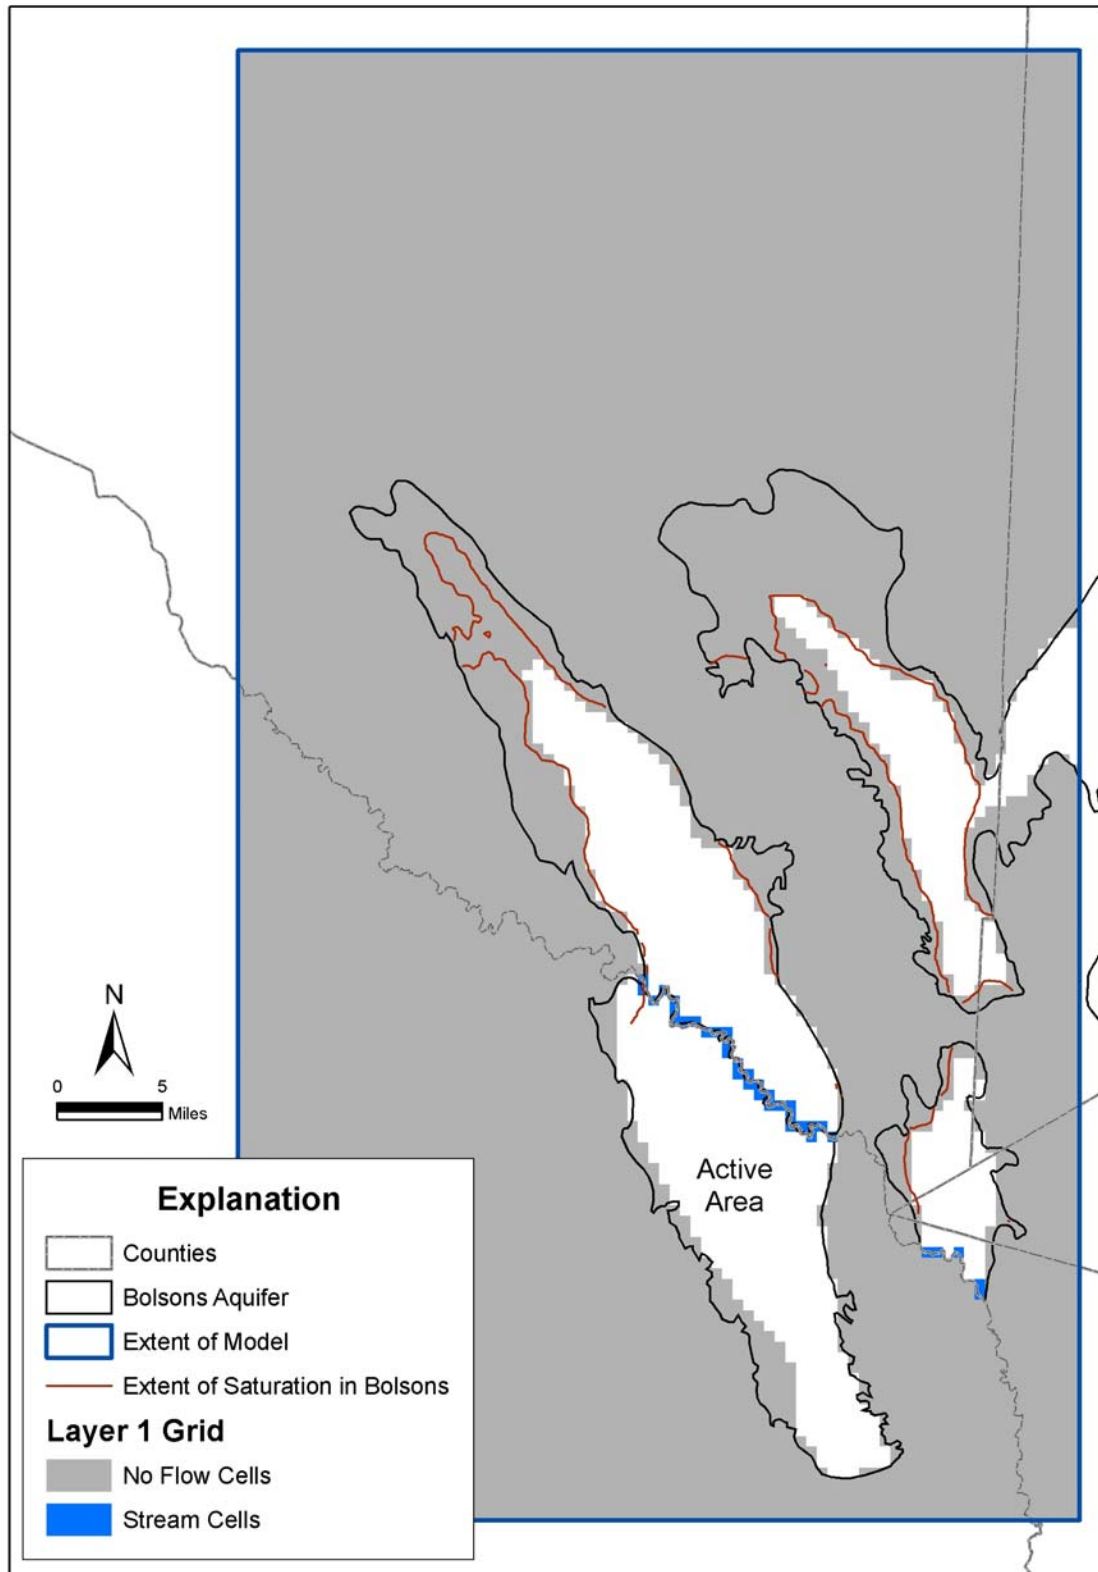 N
0 5
Miles
Active
Area
Explanation
Counties
Bolsons Aquifer
Extent of Model
Extent of Saturation in Bolsons
Layer 1 Grid
No Flow Cells
Stream Cells